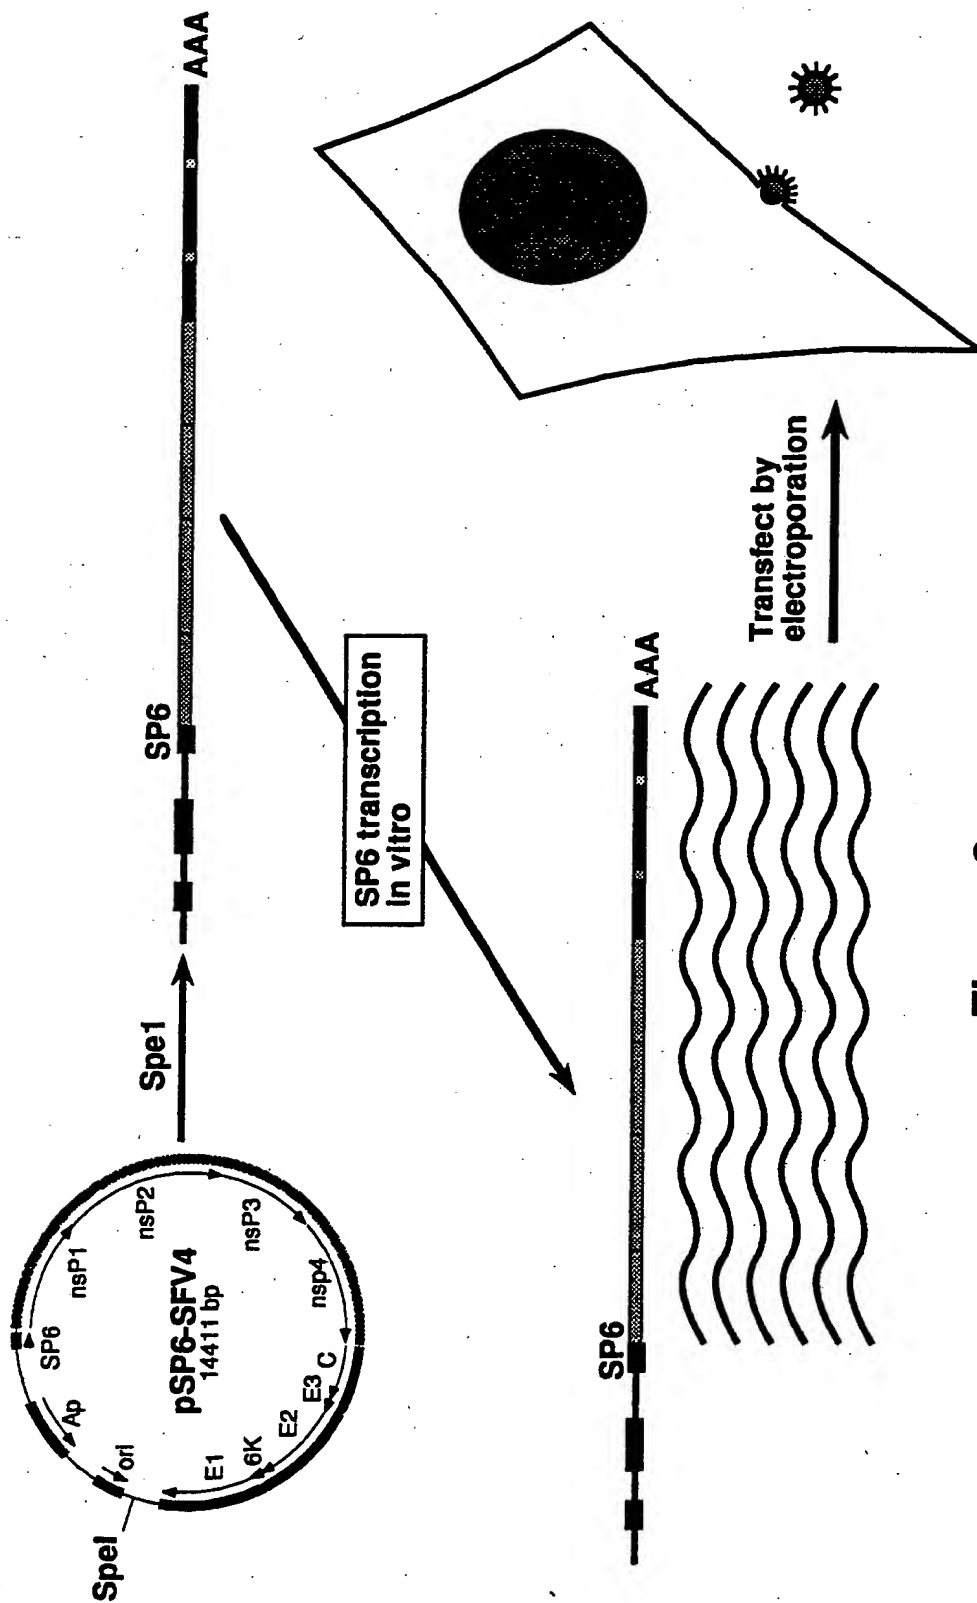 SpeI
ori
Ap
SP6
nsP1
nsP2
nsP3
nsp4
C
E3
E2
6K
E1
pSP6-SFV4
14411 bp
Spe1
SP6
AAA
SP6 transcription
in vitro
SP6
AAA
Transfect by
electroporation